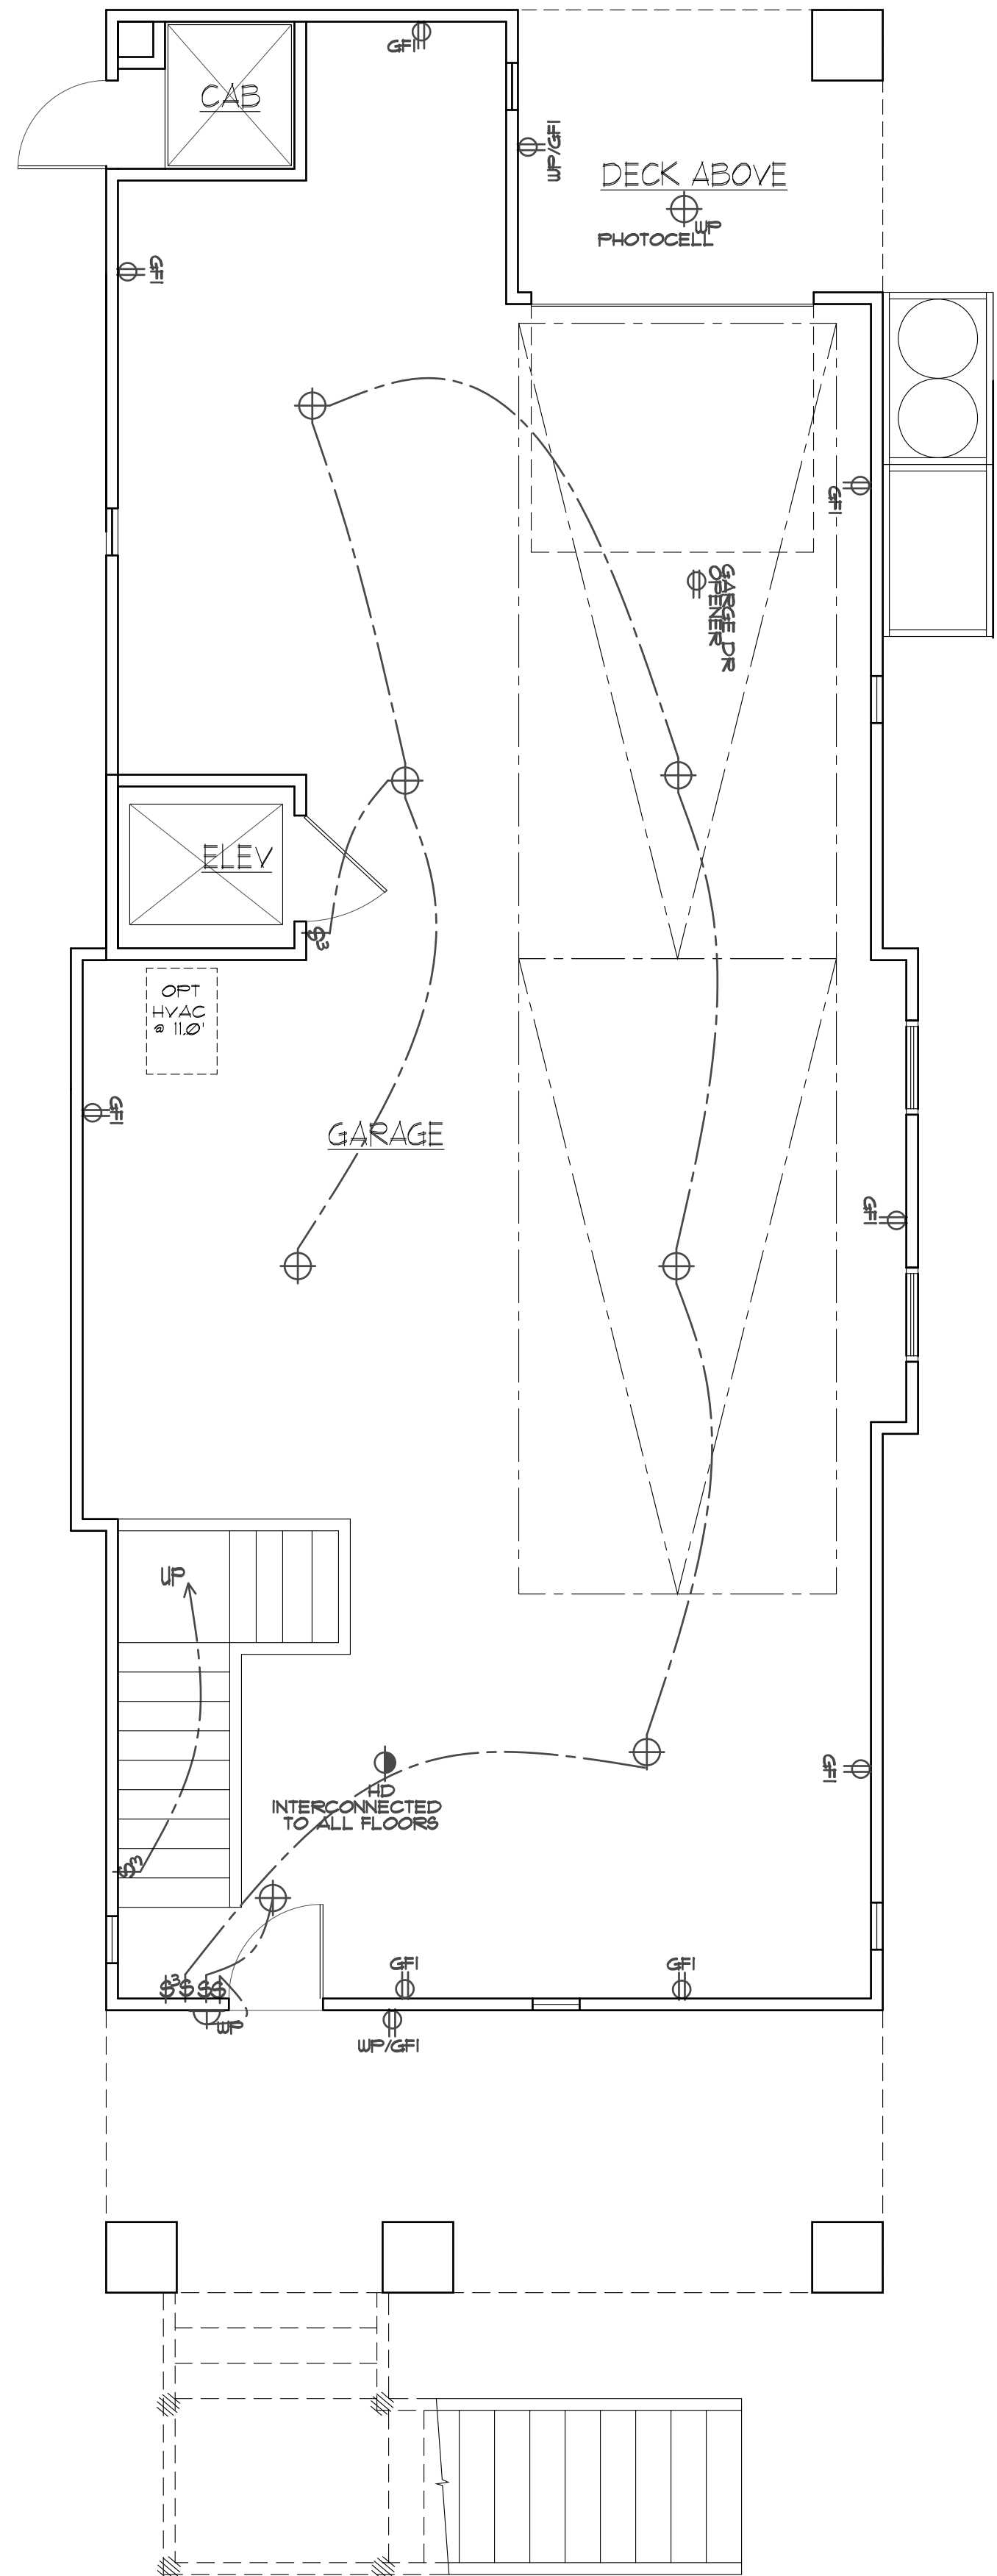 GFI
CAB
WP/GFI
DECK ABOVE
WP
PHOTOCELL
GFI
GFI
GARGE DR
OPENER
ELEV
$3
OPT
HVAC
@ 11.0'
GFI
GARAGE
GFI
UP
GFI
HD
INTERCONNECTED
TO ALL FLOORS
$3
GFI
GFI
$3 $ $ $
WP
WP/GFI